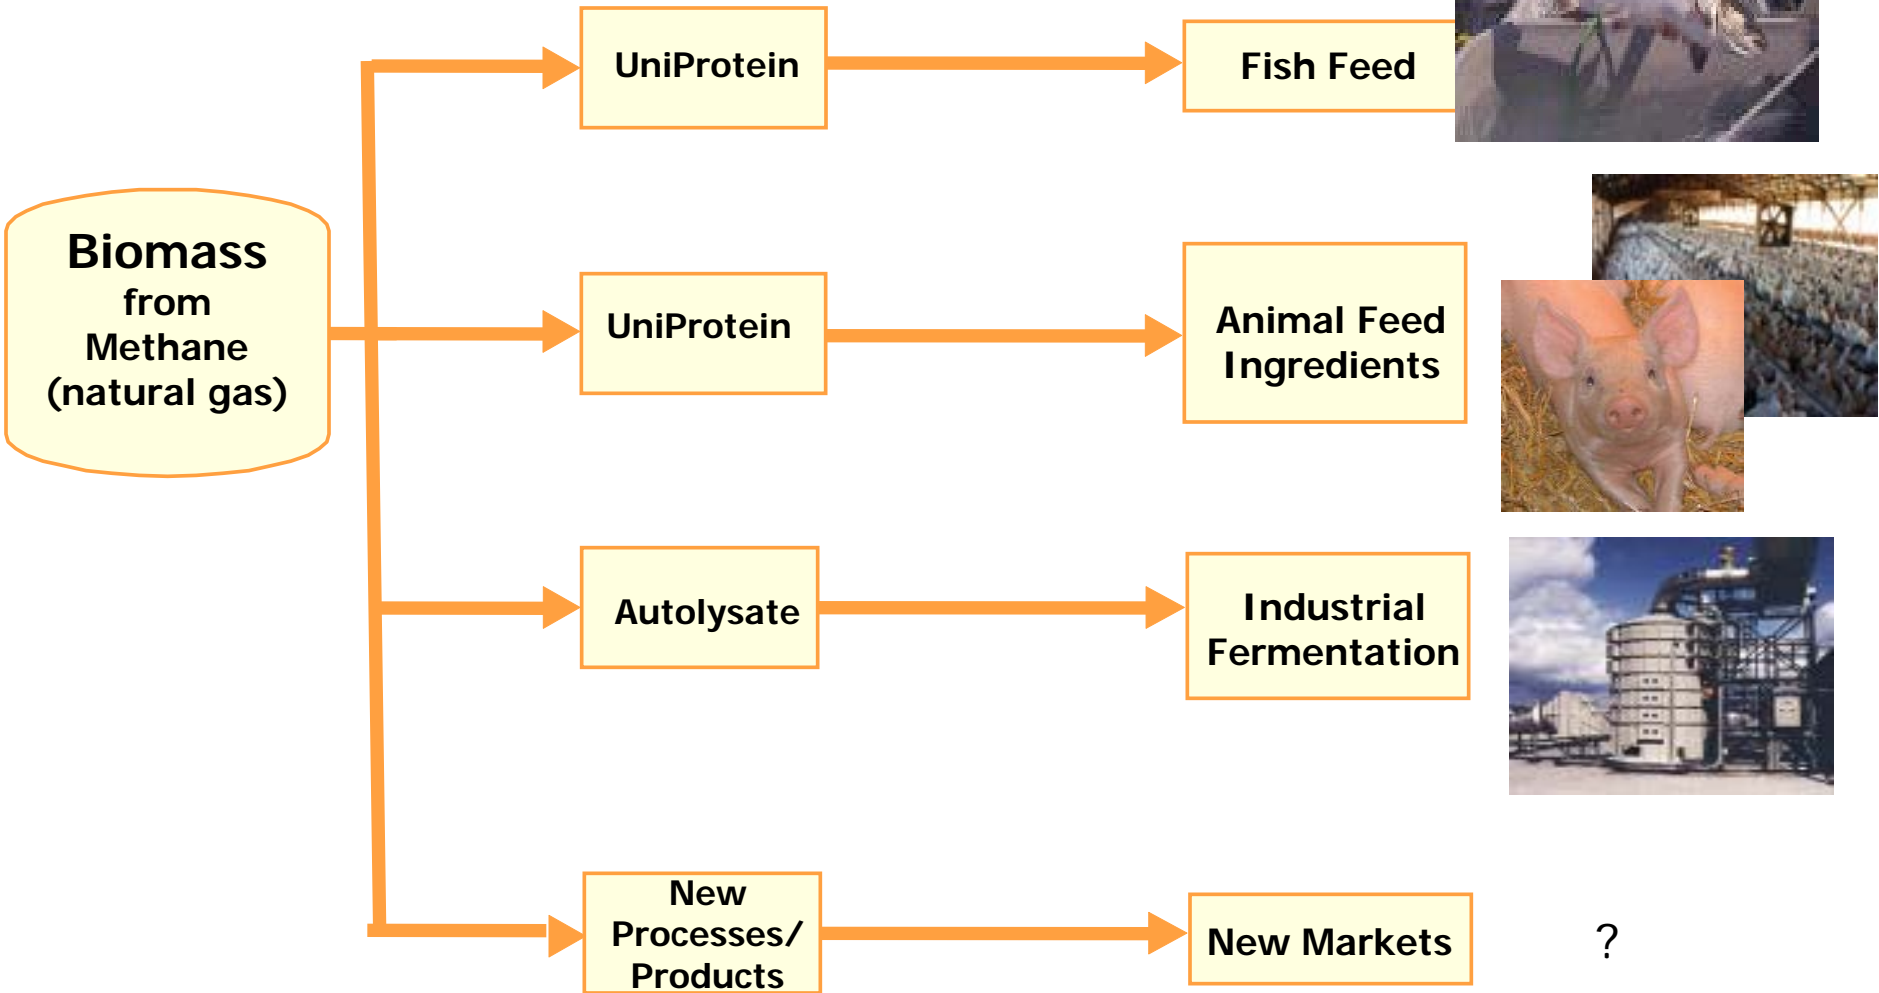 UniProtein
Fish Feed
Biomass
from
Methane
(natural gas)
UniProtein
Animal Feed
Ingredients
Autolysate
Industrial
Fermentation
New
Processes/
Products
New Markets
?